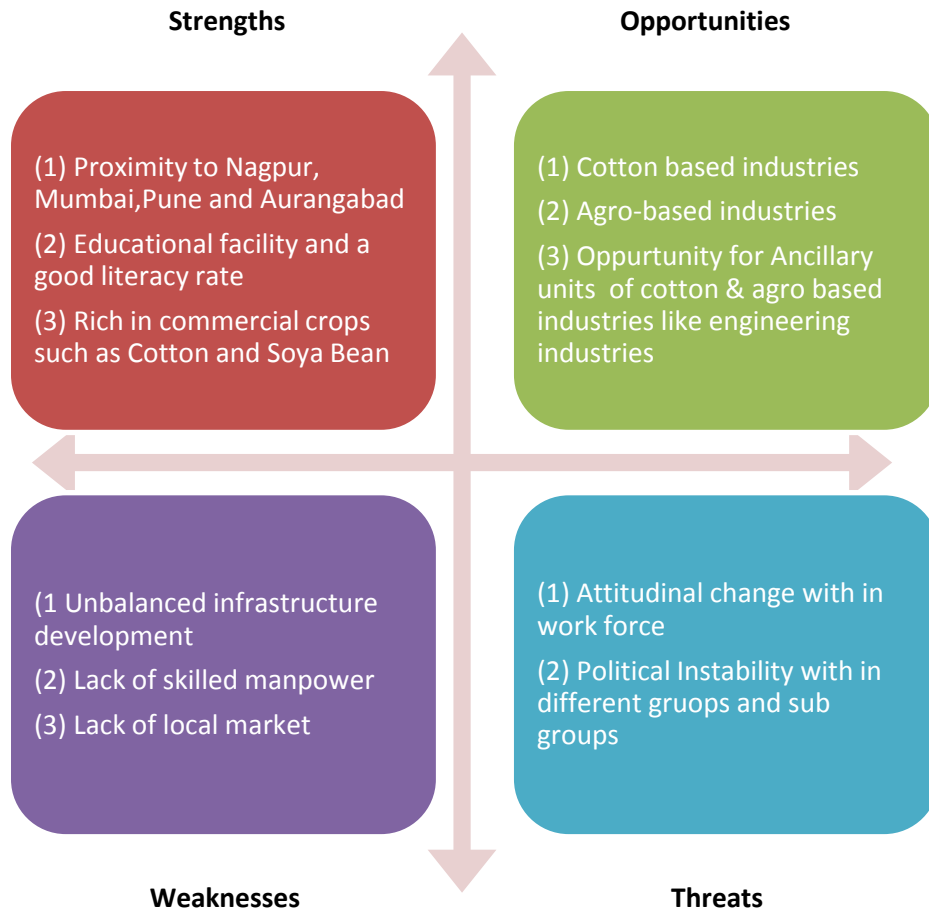 Strengths
Opportunities
(1) Proximity to Nagpur,
Mumbai,Pune and Aurangabad
(2) Educational facility and a
good literacy rate
(3) Rich in commercial crops
such as Cotton and Soya Bean
(1) Cotton based industries
(2) Agro-based industries
(3) Oppurtunity for Ancillary
units of cotton & agro based
industries like engineering
industries
(1 Unbalanced infrastructure
development
(2) Lack of skilled manpower
(3) Lack of local market
(1) Attitudinal change with in
work force
(2) Political Instability with in
different gruops and sub
groups
Weaknesses
Threats